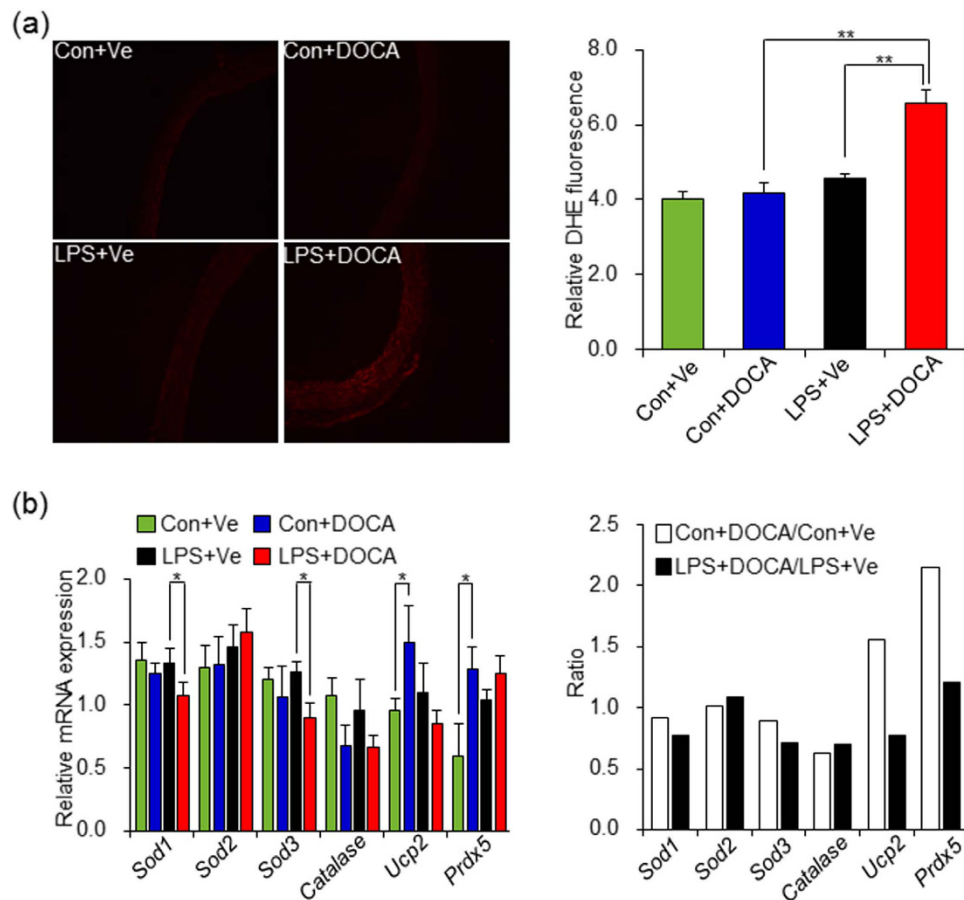 (a)
Con+Ve
Con+DOCA
LPS+Ve
LPS+DOCA
Relative DHE fluorescence
8.0
6.0
4.0
2.0
0.0
**
**
Con+Ve
Con+DOCA
LPS+Ve
LPS+DOCA
(b)
Con+Ve
Con+DOCA
LPS+Ve
LPS+DOCA
Relative mRNA expression
2.0
1.5
1.0
0.5
0.0
*
*
*
*
Sod1
Sod2
Sod3
Catalase
Ucp2
Prdx5
Con+DOCA/Con+Ve
LPS+DOCA/LPS+Ve
Ratio
2.5
2.0
1.5
1.0
0.5
0.0
Sod1
Sod2
Sod3
Catalase
Ucp2
Prdx5